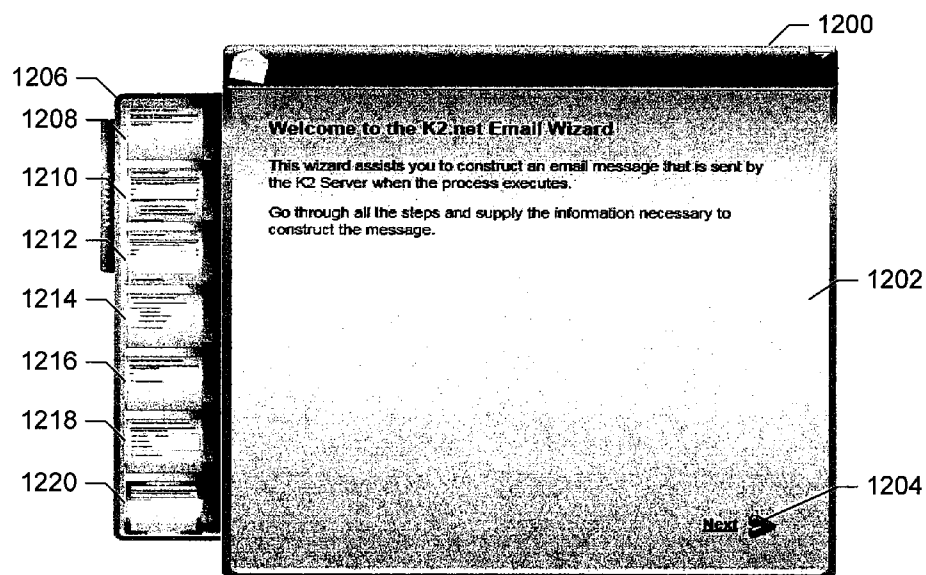 1200
1206
1208
1210
1212
1214
1216
1218
1220
Welcome to the K2.net Email Wizard
This wizard assists you to construct an email message that is sent by
the K2 Server when the process executes.
Go through all the steps and supply the information necessary to
construct the message.
1202
1204
Next